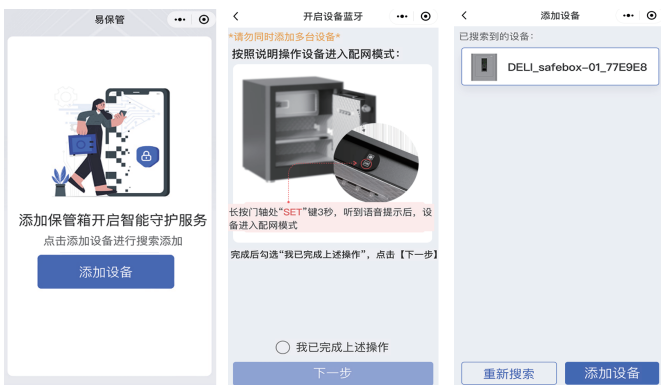 易保管
添加保管箱开启智能守护服务
点击添加设备进行搜索添加
添加设备
开启设备蓝牙
*请勿同时添加多台设备*
按照说明操作设备进入配网模式：
长按门轴处“SET”键3秒，听到语音提示后，设
备进入配网模式
完成后勾选“我已完成上述操作”，点击【下一步】
我已完成上述操作
下一步
添加设备
已搜索到的设备：
DELI_safebox-01_77E9E8
重新搜索
添加设备